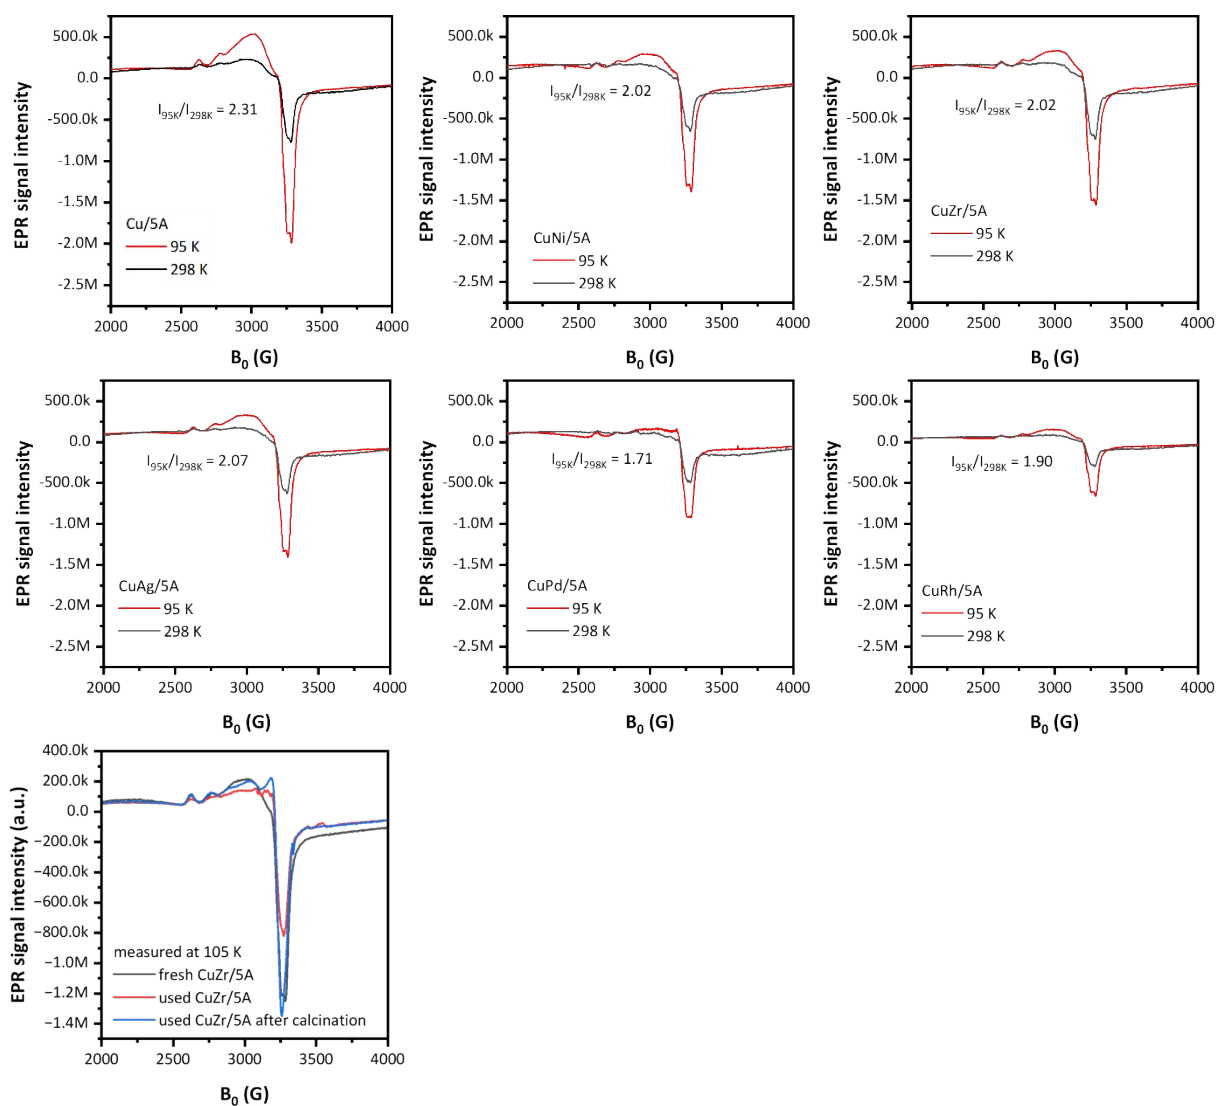 500.0k
0.0
-500.0k
-1.0M
-1.5M
-2.0M
-2.5M
EPR signal intensity
I95K/I298K = 2.31
Cu/5A
95 K
298 K
2000 2500 3000 3500 4000
B0 (G)
500.0k
0.0
-500.0k
-1.0M
-1.5M
-2.0M
-2.5M
EPR signal intensity
I95K/I298K = 2.02
CuNi/5A
95 K
298 K
2000 2500 3000 3500 4000
B0 (G)
500.0k
0.0
-500.0k
-1.0M
-1.5M
-2.0M
-2.5M
EPR signal intensity
I95K/I298K = 2.02
CuZr/5A
95 K
298 K
2000 2500 3000 3500 4000
B0 (G)
500.0k
0.0
-500.0k
-1.0M
-1.5M
-2.0M
-2.5M
EPR signal intensity
I95K/I298K = 2.07
CuAg/5A
95 K
298 K
2000 2500 3000 3500 4000
B0 (G)
500.0k
0.0
-500.0k
-1.0M
-1.5M
-2.0M
-2.5M
EPR signal intensity
I95K/I298K = 1.71
CuPd/5A
95 K
298 K
2000 2500 3000 3500 4000
B0 (G)
500.0k
0.0
-500.0k
-1.0M
-1.5M
-2.0M
-2.5M
EPR signal intensity
I95K/I298K = 1.90
CuRh/5A
95 K
298 K
2000 2500 3000 3500 4000
B0 (G)
400.0k
200.0k
0.0
−200.0k
−400.0k
−600.0k
−800.0k
−1.0M
−1.2M
−1.4M
EPR signal intensity (a.u.)
measured at 105 K
fresh CuZr/5A
used CuZr/5A
used CuZr/5A after calcination
2000 2500 3000 3500 4000
B0 (G)